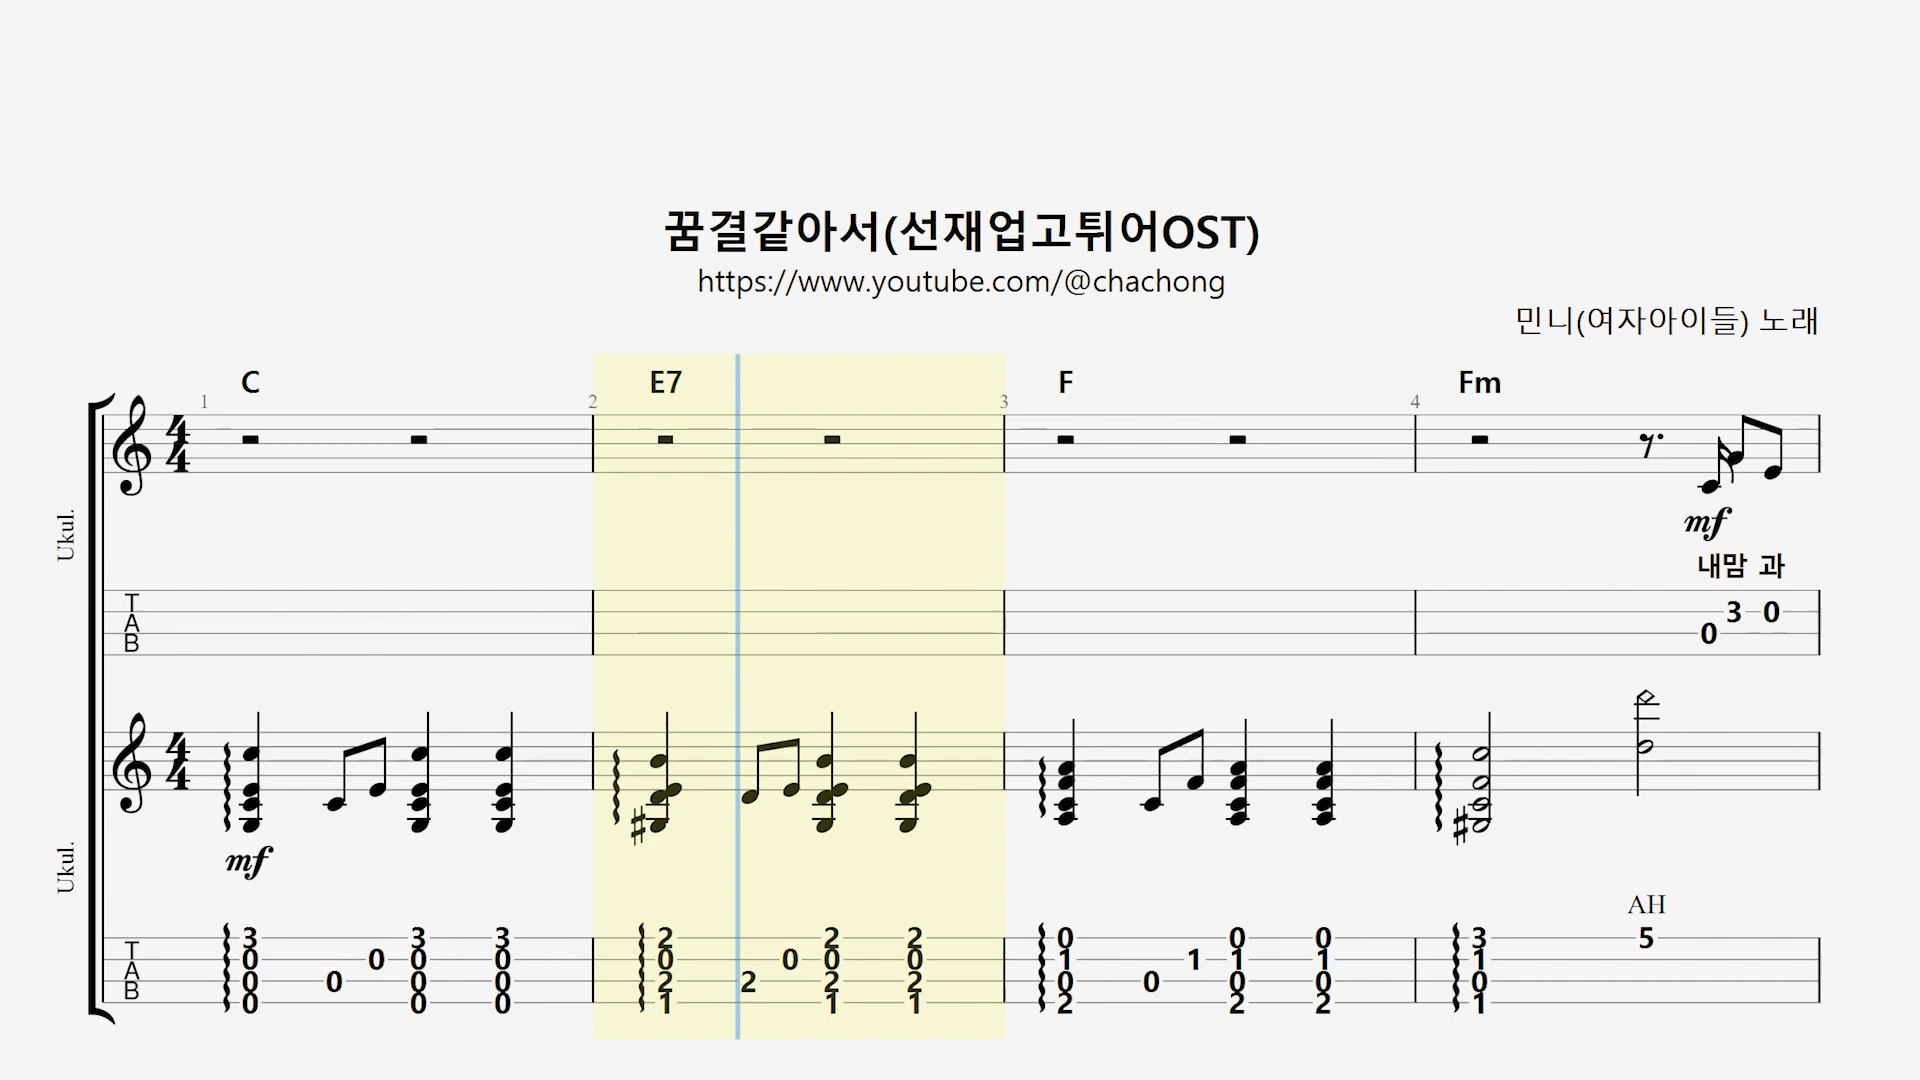 꿈결같아서(선재업고튀어OST)
https://www.youtube.com/@chachong
민니(여자아이들) 노래
C E7 F Fm
1 2 3 4
4 4
Ukul.
mf
내맘 과
T A B
3 0
0
4 4
Ukul.
mf
AH
T A B
3 3 3 2 2 2 0 0 0 3 5
0 0 0 0 0 0 0 0 1 1 1 1 1
0 0 0 0 2 2 2 2 0 0 0 0 0
0 0 0 1 1 1 2 2 2 1